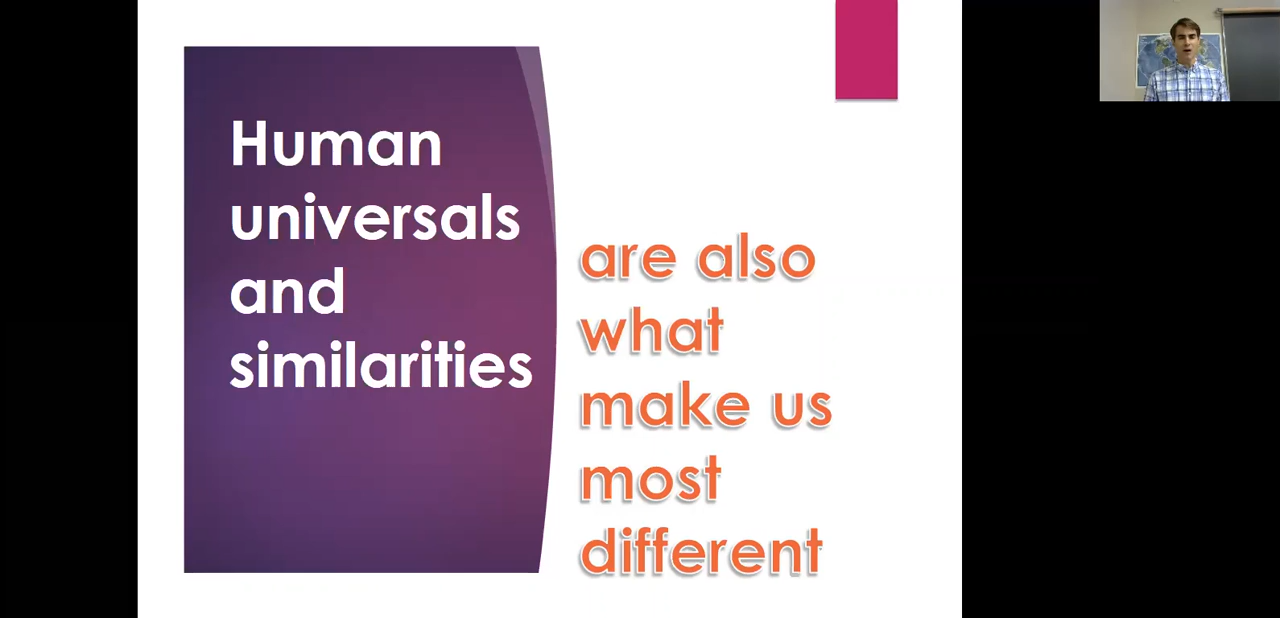 Human
universals
and
similarities
are also
what
make us
most
different